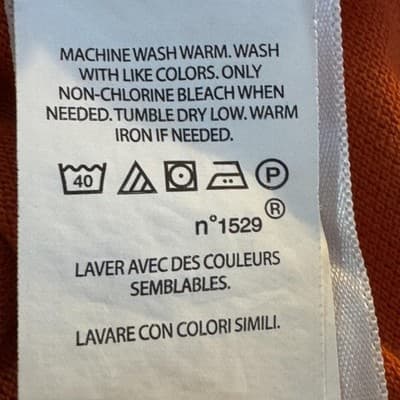 MACHINE WASH WARM. WASH
WITH LIKE COLORS. ONLY
NON-CHLORINE BLEACH WHEN
NEEDED. TUMBLE DRY LOW. WARM
IRON IF NEEDED.
40 P
n°1529®
LAVER AVEC DES COULEURS
SEMBLABLES.
LAVARE CON COLORI SIMILI.